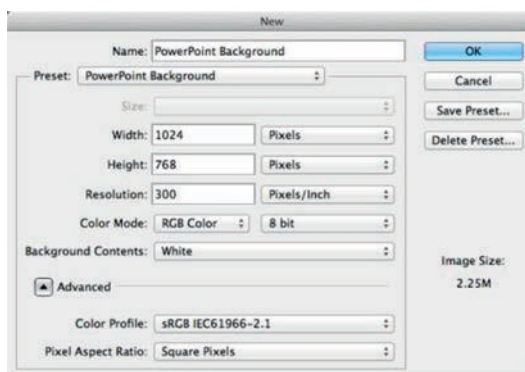 New
Name: PowerPoint Background
OK
Preset: PowerPoint Background
Cancel
Size:
Save Preset...
Width: 1024 Pixels
Delete Preset...
Height: 768 Pixels
Resolution: 300 Pixels/Inch
Color Mode: RGB Color 8 bit
Background Contents: White
Image Size:
2.25M
Advanced
Color Profile: sRGB IEC61966-2.1
Pixel Aspect Ratio: Square Pixels